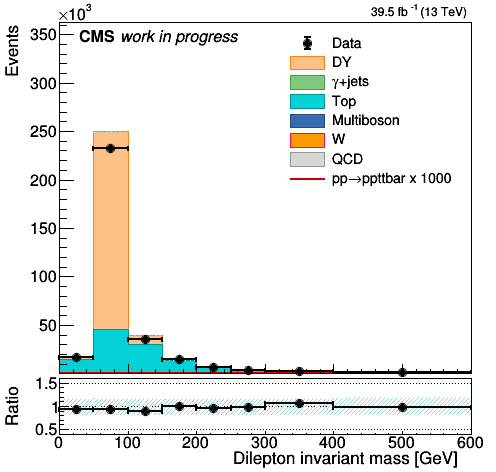 ×10³
39.5 fb⁻¹ (13 TeV)
Events
CMS work in progress
Data
DY
γ+jets
Top
Multiboson
W
QCD
pp→ppttbar x 1000
350
300
250
200
150
100
50
Ratio
1.5
1
0.5
0 100 200 300 400 500 600
Dilepton invariant mass [GeV]